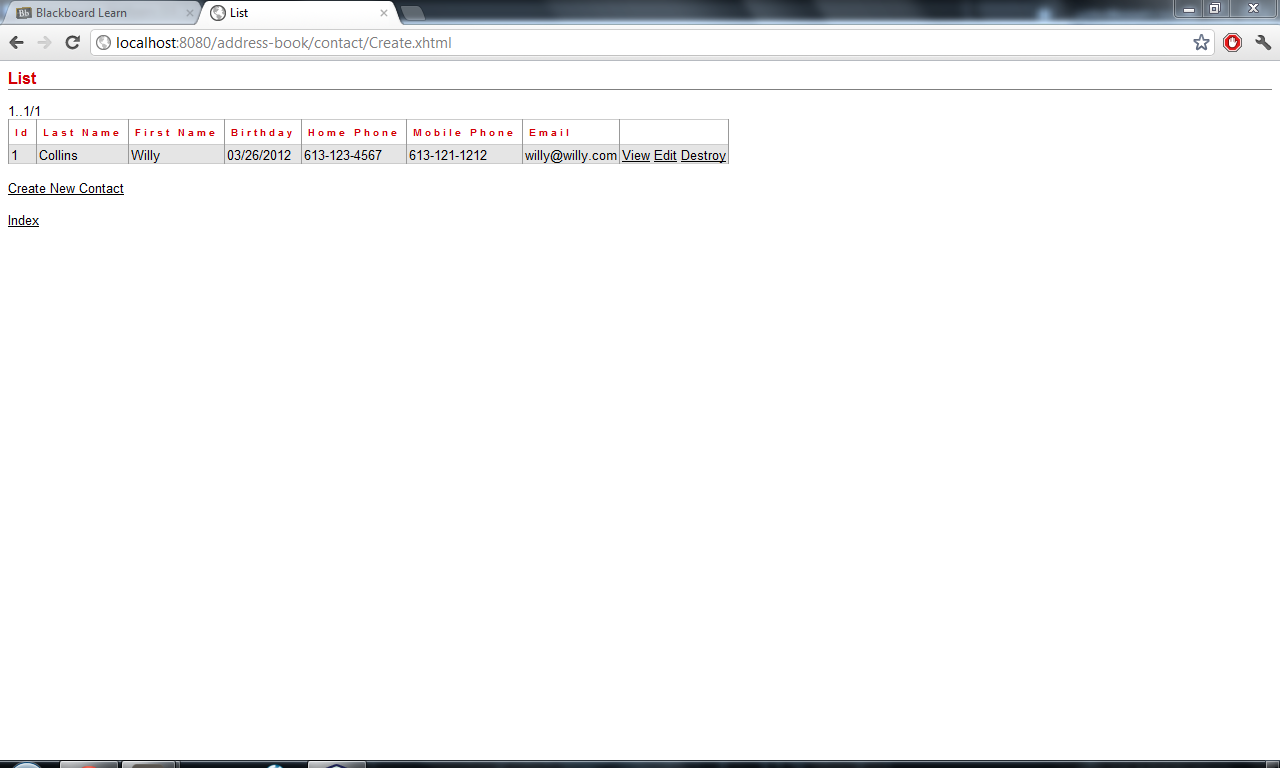 Blackboard Learn
List
localhost:8080/address-book/contact/Create.xhtml
List
1..1/1
Id Last Name First Name Birthday Home Phone Mobile Phone Email
1 Collins Willy 03/26/2012 613-123-4567 613-121-1212 willy@willy.com View Edit Destroy
Create New Contact
Index